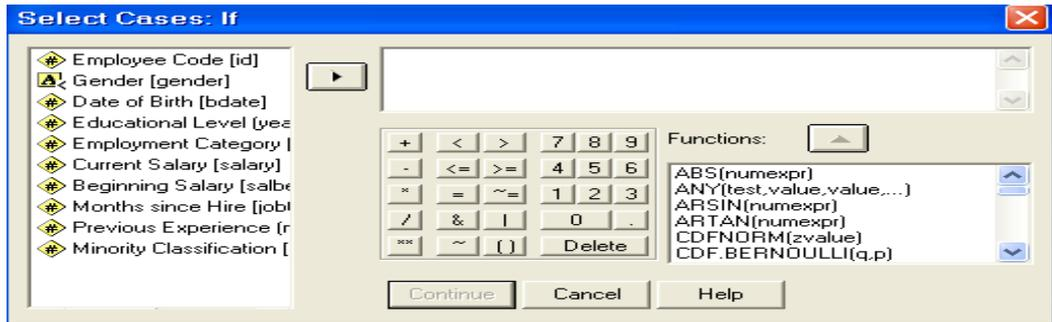 Select Cases: If
Employee Code [id]
Gender [gender]
Date of Birth [bdate]
Educational Level (yea
Employment Category [
Current Salary [salary]
Beginning Salary [salbe
Months since Hire [jobt
Previous Experience (r
Minority Classification [
+ < > 7 8 9
- <= >= 4 5 6
* = ~= 1 2 3
/ & | 0 .
** ~ () Delete
Functions:
ABS(numexpr)
ANY(test,value,value,...)
ARSIN(numexpr)
ARTAN(numexpr)
CDFNORM(zvalue)
CDF.BERNOULLI(q,p)
Continue Cancel Help